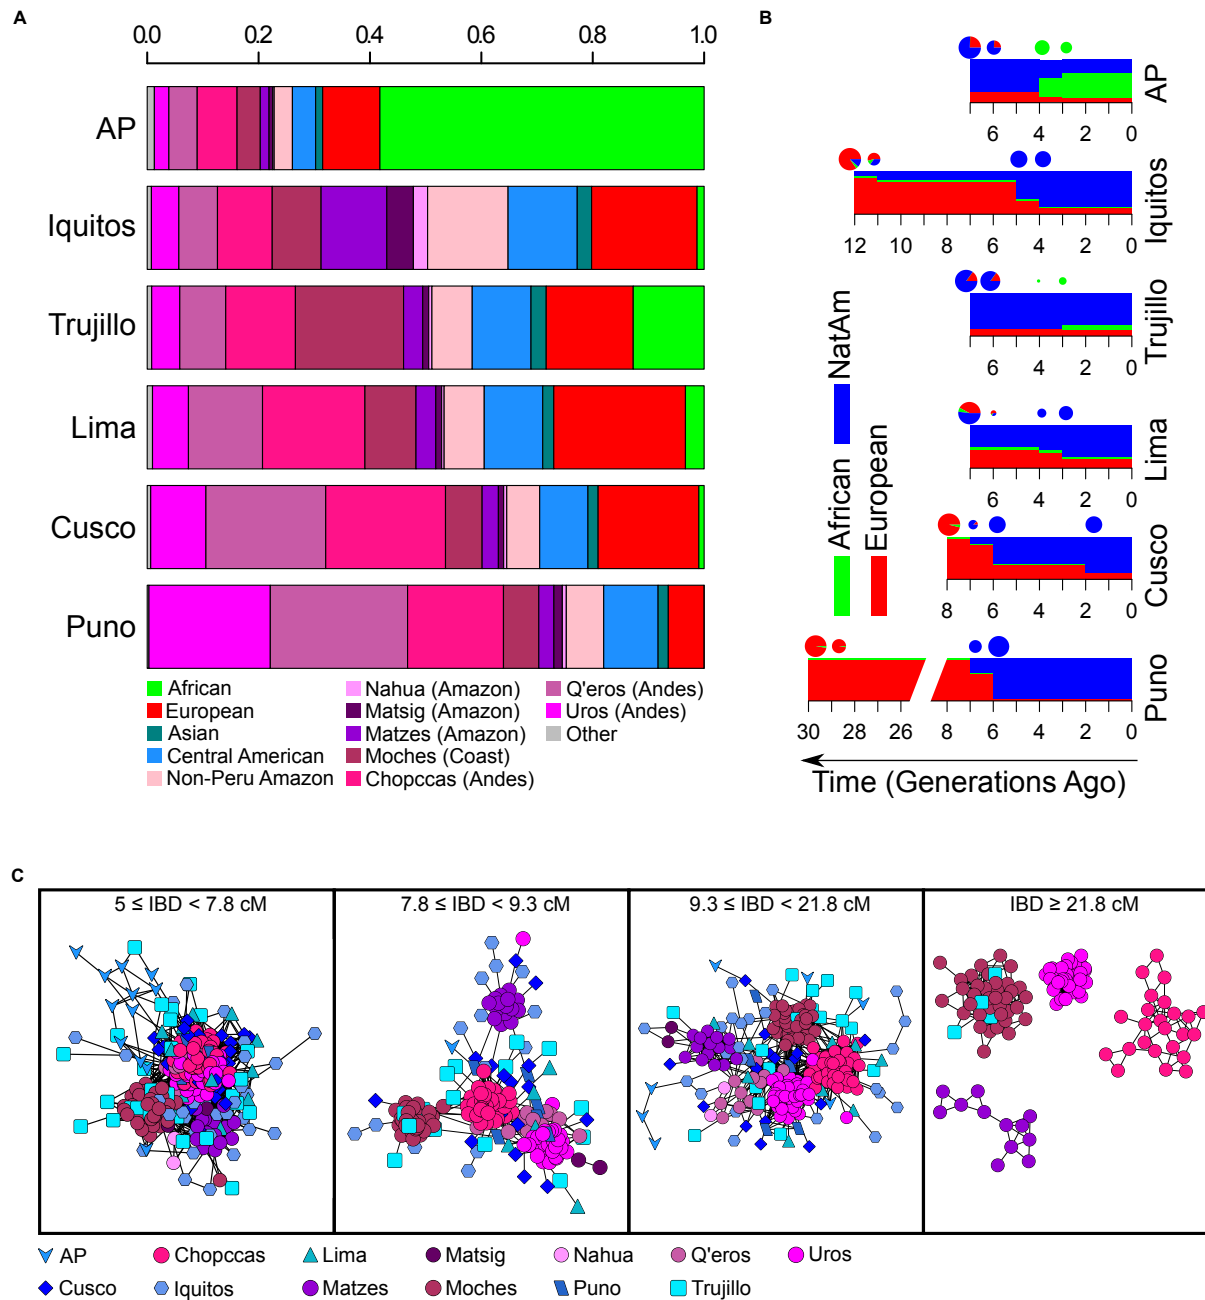 A
0.0 0.2 0.4 0.6 0.8 1.0
AP
Iquitos
Trujillo
Lima
Cusco
Puno
African
European
Asian
Central American
Non-Peru Amazon
Nahua (Amazon)
Matsig (Amazon)
Matzes (Amazon)
Moches (Coast)
Chopccas (Andes)
Q'eros (Andes)
Uros (Andes)
Other
B
AP
6 4 2 0
Iquitos
12 10 8 6 4 2 0
Trujillo
6 4 2 0
Lima
6 4 2 0
Cusco
8 6 4 2 0
Puno
30 28 26 8 6 4 2 0
NatAm
African
European
Time (Generations Ago)
C
5 ≤ IBD < 7.8 cM
7.8 ≤ IBD < 9.3 cM
9.3 ≤ IBD < 21.8 cM
IBD ≥ 21.8 cM
AP Chopccas Lima Matsig Nahua Q'eros Uros
Cusco Iquitos Matzes Moches Puno Trujillo